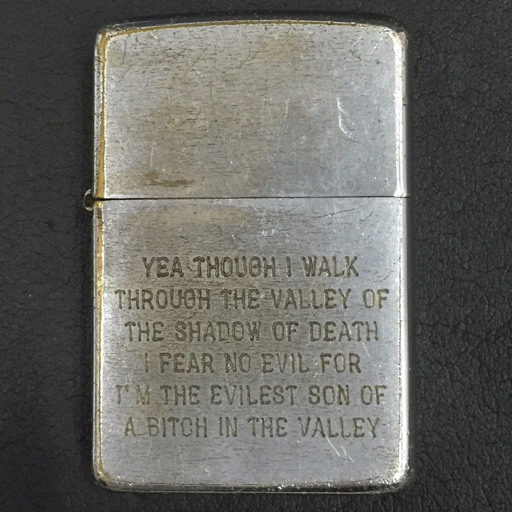 YEA THOUGH I WALK
THROUGH THE VALLEY OF
THE SHADOW OF DEATH
I FEAR NO EVIL FOR
I'M THE EVILEST SON OF
A BITCH IN THE VALLEY